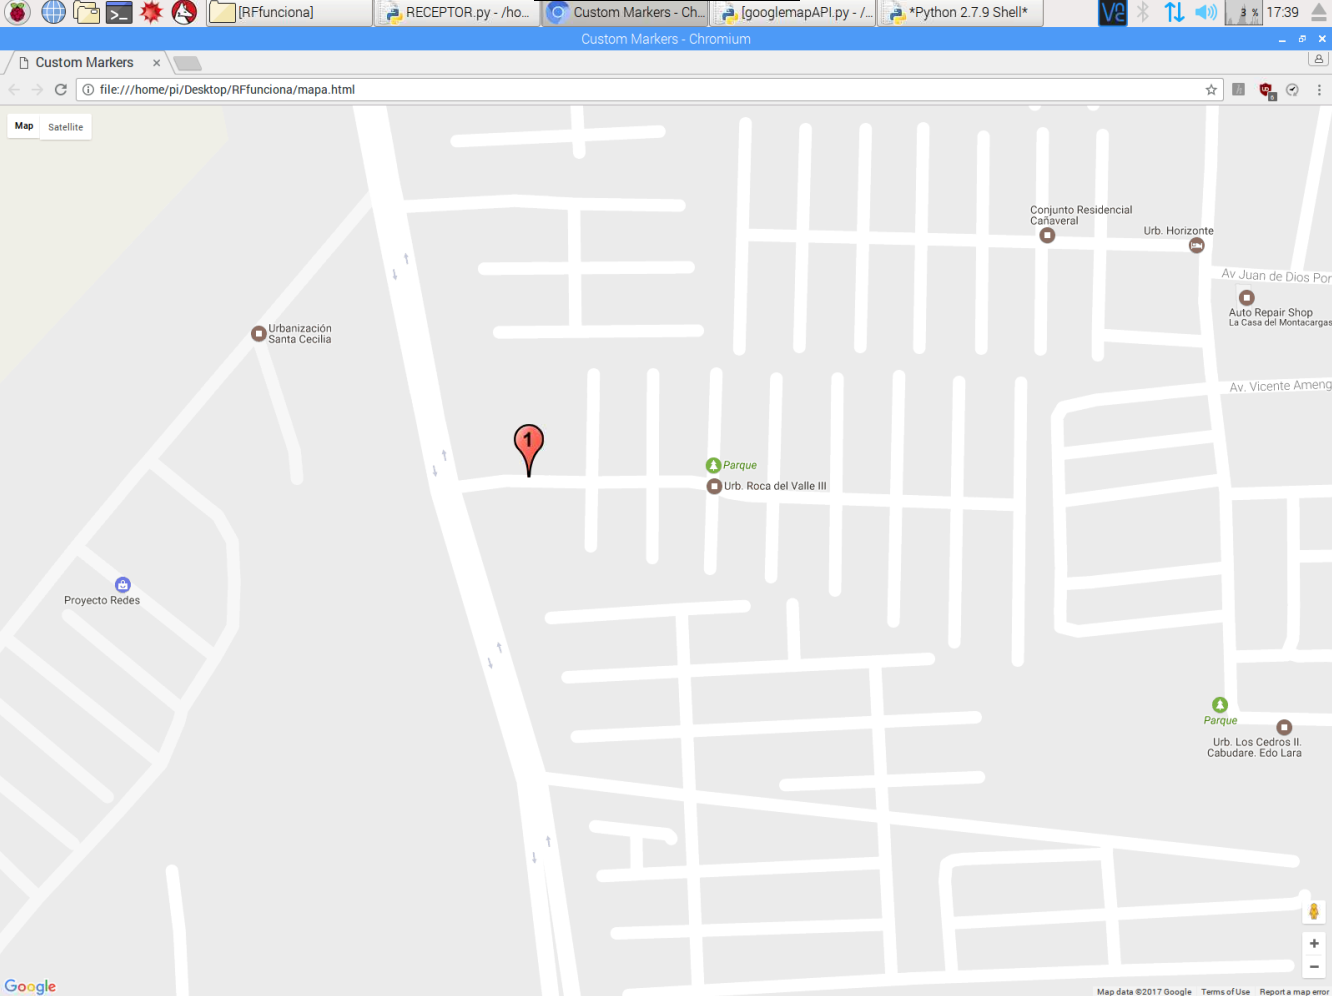 [RFfunciona]
RECEPTOR.py - /ho...
Custom Markers - Ch...
[googlemapAPI.py - /...
*Python 2.7.9 Shell*
3 %
17:39
Custom Markers - Chromium
Custom Markers
file:///home/pi/Desktop/RFfunciona/mapa.html
Map
Satellite
Conjunto Residencial
Cañaveral
Urb. Horizonte
Av Juan de Dios Por
Auto Repair Shop
La Casa del Montacargas
Urbanización
Santa Cecilia
Av. Vicente Ameng
1
Parque
Urb. Roca del Valle III
Proyecto Redes
Parque
Urb. Los Cedros II.
Cabudare. Edo Lara
Google
Map data ©2017 Google
Terms of Use
Report a map error